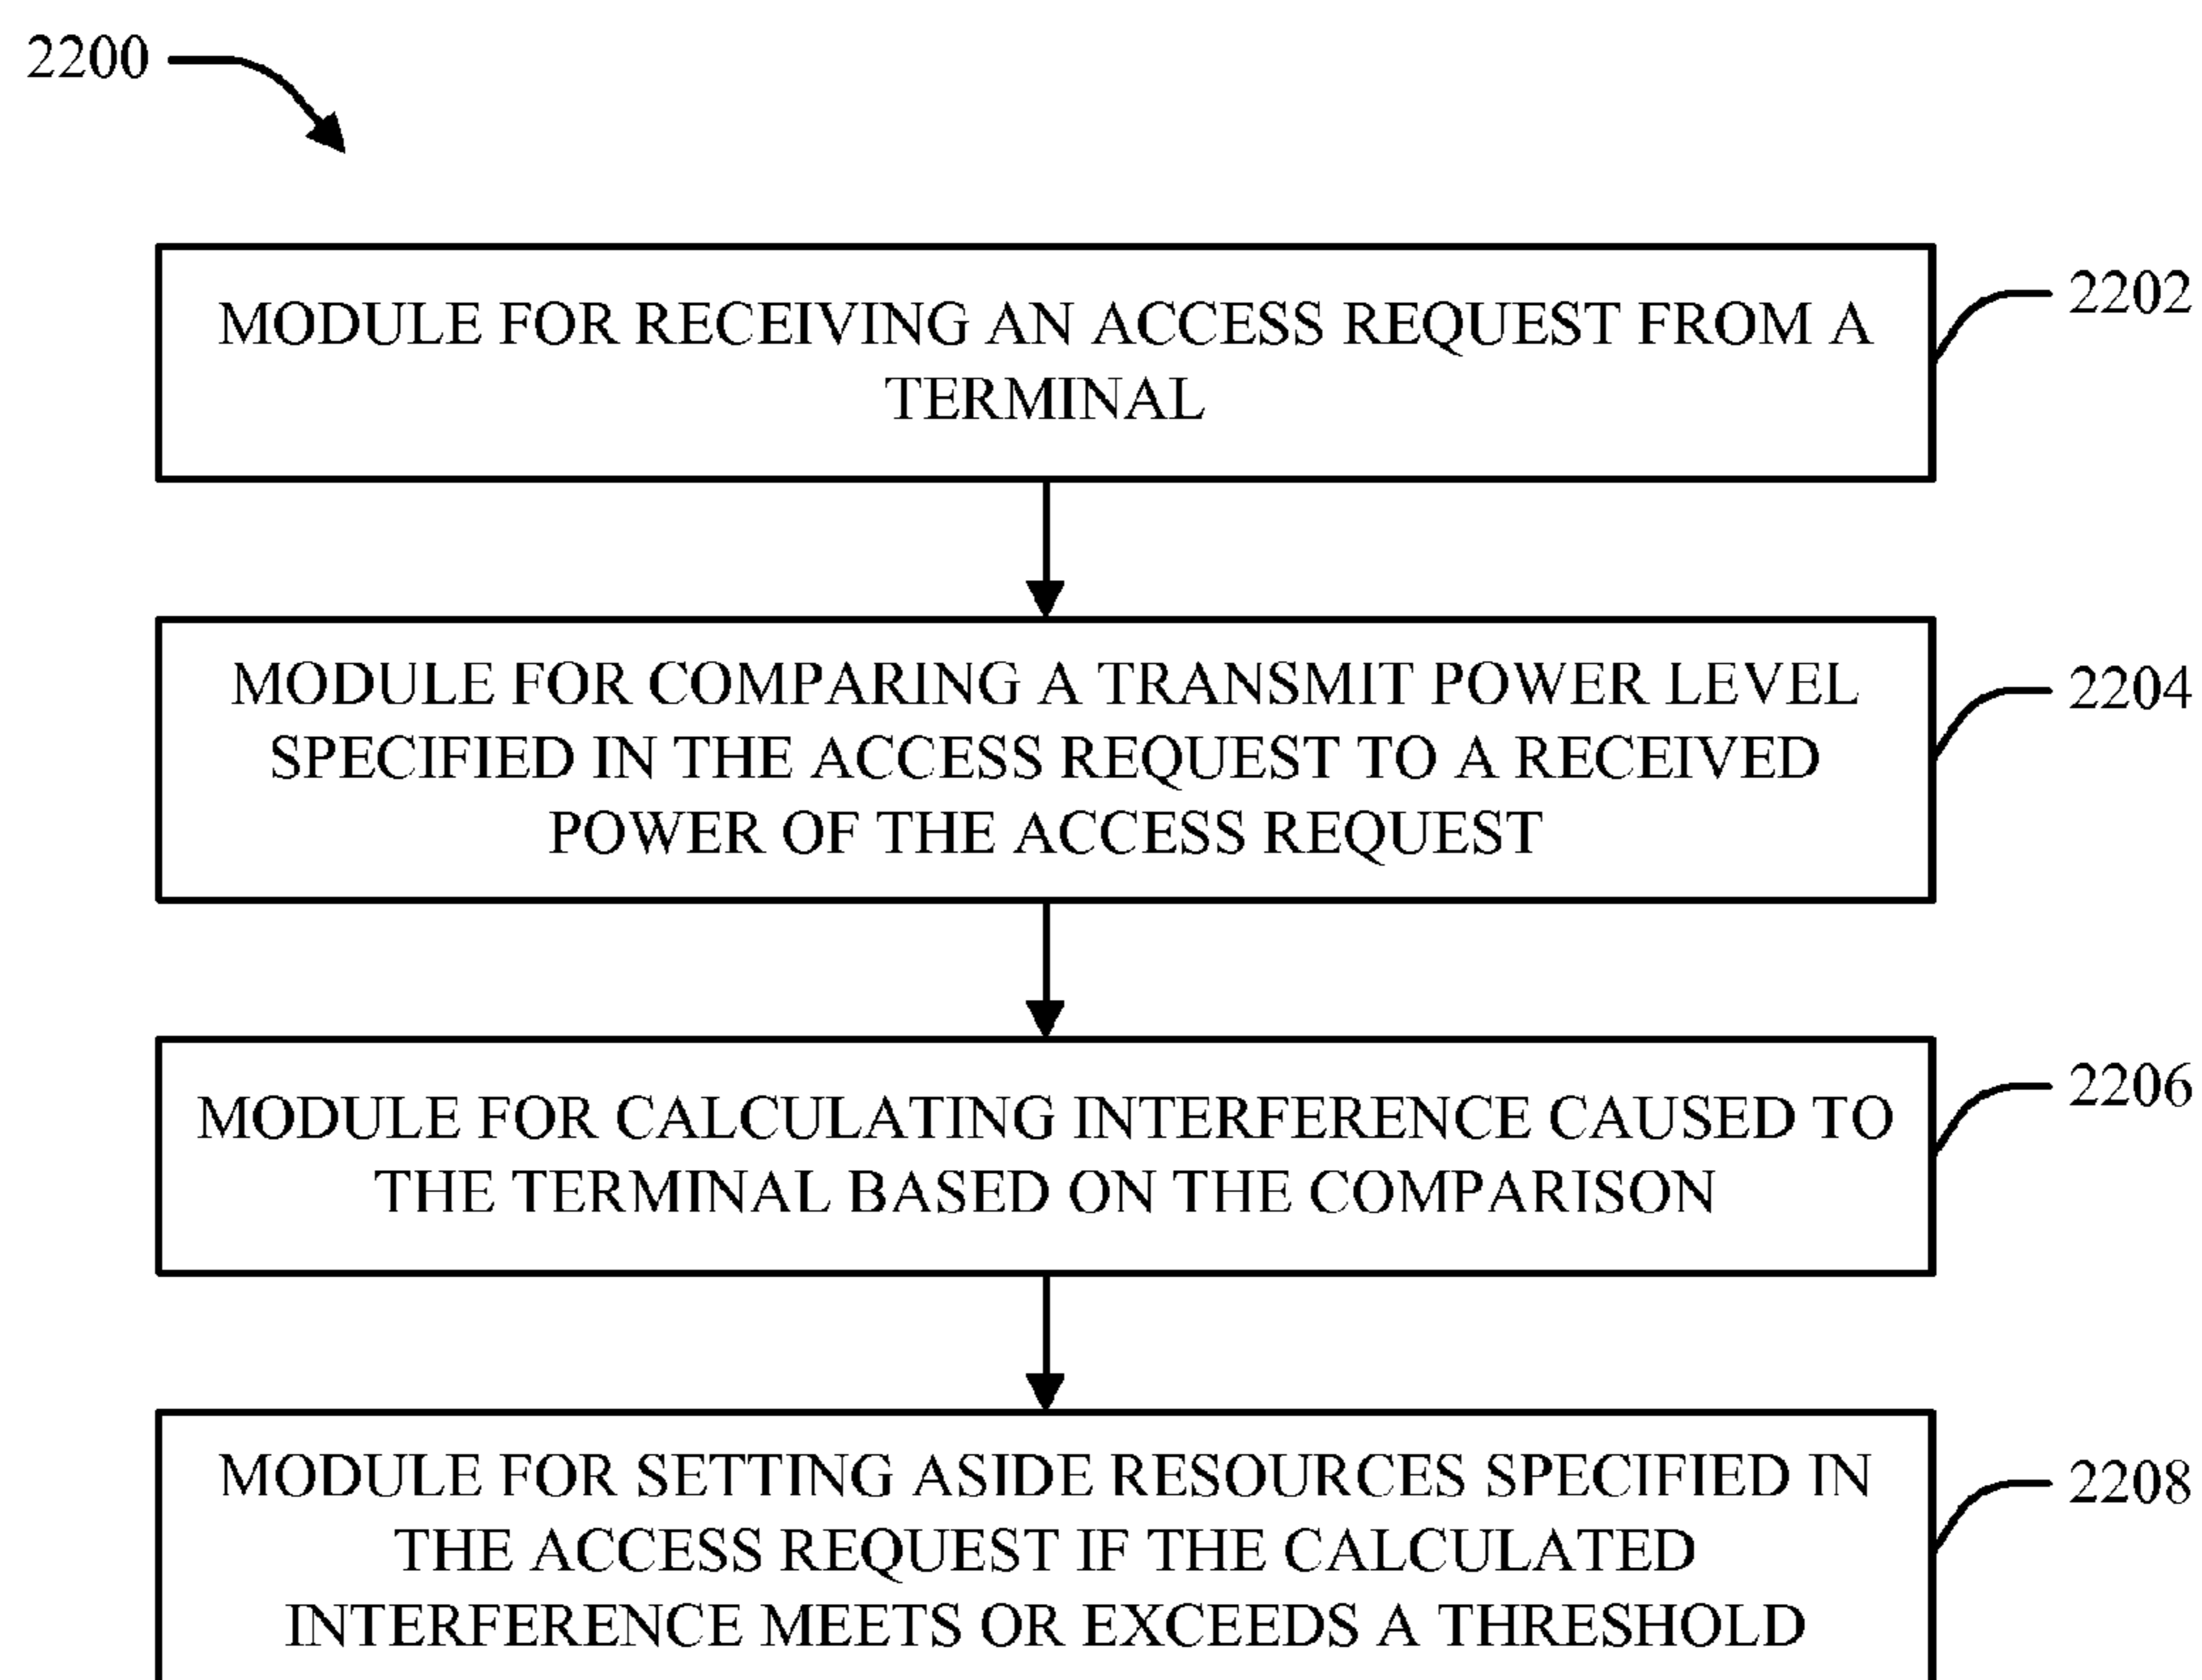 2200
MODULE FOR RECEIVING AN ACCESS REQUEST FROM A
TERMINAL
2202
MODULE FOR COMPARING A TRANSMIT POWER LEVEL
SPECIFIED IN THE ACCESS REQUEST TO A RECEIVED
POWER OF THE ACCESS REQUEST
2204
MODULE FOR CALCULATING INTERFERENCE CAUSED TO
THE TERMINAL BASED ON THE COMPARISON
2206
MODULE FOR SETTING ASIDE RESOURCES SPECIFIED IN
THE ACCESS REQUEST IF THE CALCULATED
INTERFERENCE MEETS OR EXCEEDS A THRESHOLD
2208